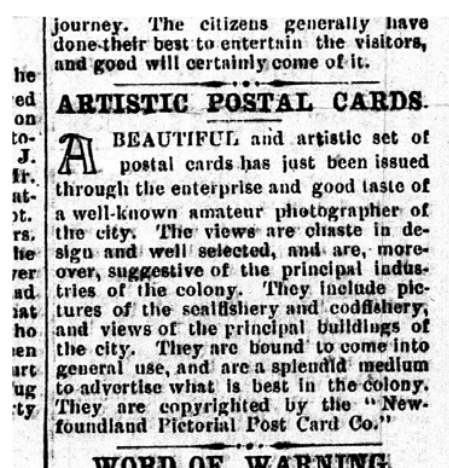 journey. The citizens generally have
done their best to entertain the visitors,
and good will certainly come of it.
ARTISTIC POSTAL CARDS.
A BEAUTIFUL and artistic set of
postal cards has just been issued
through the enterprise and good taste of
a well-known amateur photographer of
the city. The views are chaste in de-
sign and well selected, and are, more-
over, suggestive of the principal indus-
tries of the colony. They include pic-
tures of the sealfishery and codfishery,
and views of the principal buildings of
the city. They are bound to come into
general use, and are a splendid medium
to advertise what is best in the colony.
They are copyrighted by the "New-
foundland Pictorial Post Card Co."
WORD OF WARNING